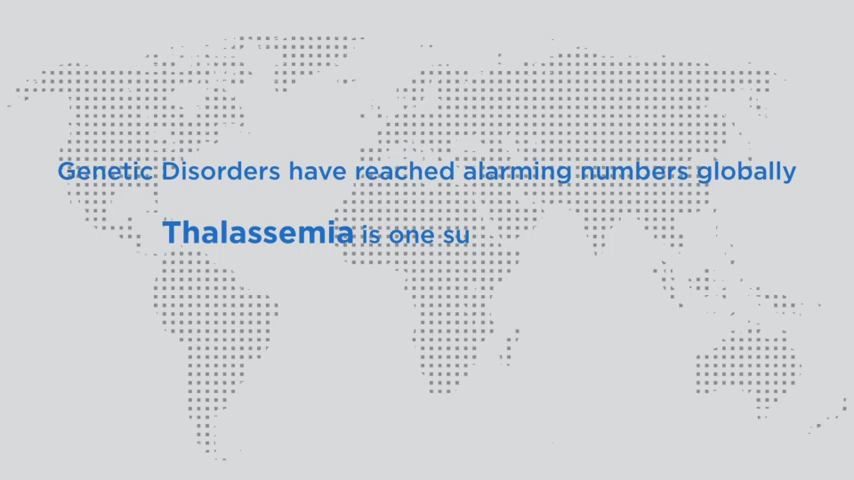 Genetic Disorders have reached alarming numbers globally
Thalassemia is one su